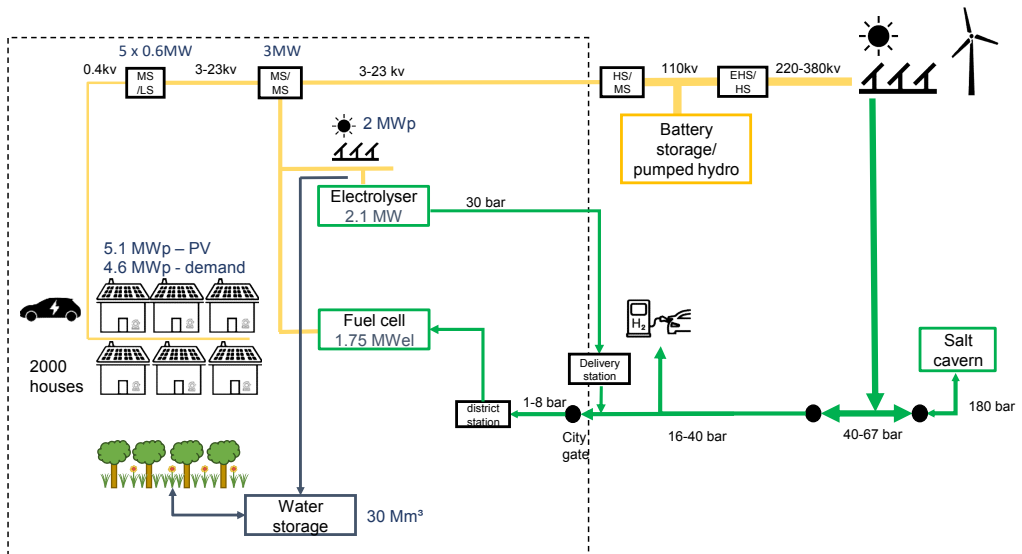 5 x 0.6MW
3MW
0.4kv
MS
/LS
3-23kv
MS/
MS
3-23 kv
HS/
MS
110kv
EHS/
HS
220-380kv
2 MWp
Battery
storage/
pumped hydro
Electrolyser
2.1 MW
30 bar
5.1 MWp – PV
4.6 MWp - demand
Fuel cell
1.75 MWel
H2
2000
houses
Delivery
station
Salt
cavern
1-8 bar
district
station
City
gate
16-40 bar
40-67 bar
180 bar
Water
storage
30 Mm³